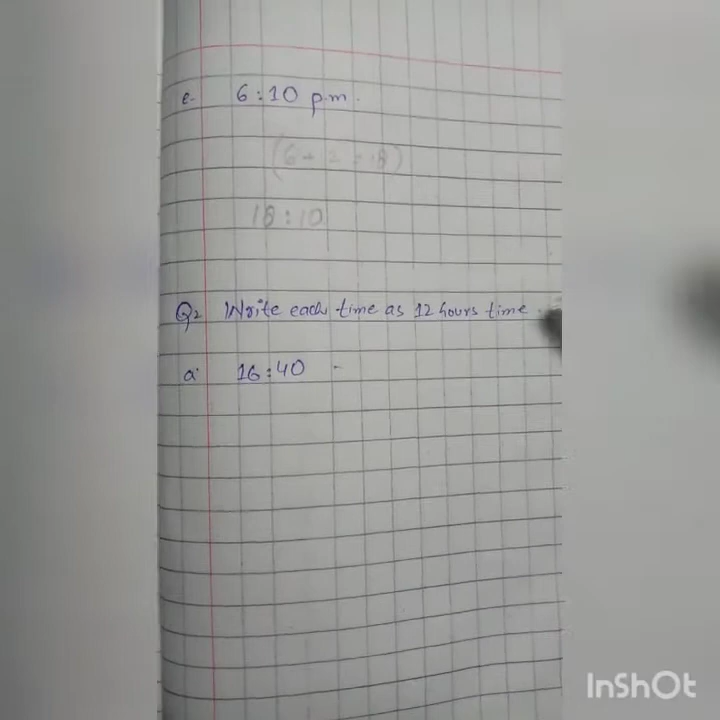 e. 6:10 p.m.
(6+12=18)
18:10
Q2 Write each time as 12 hours time.
a. 16:40 -
InShOt